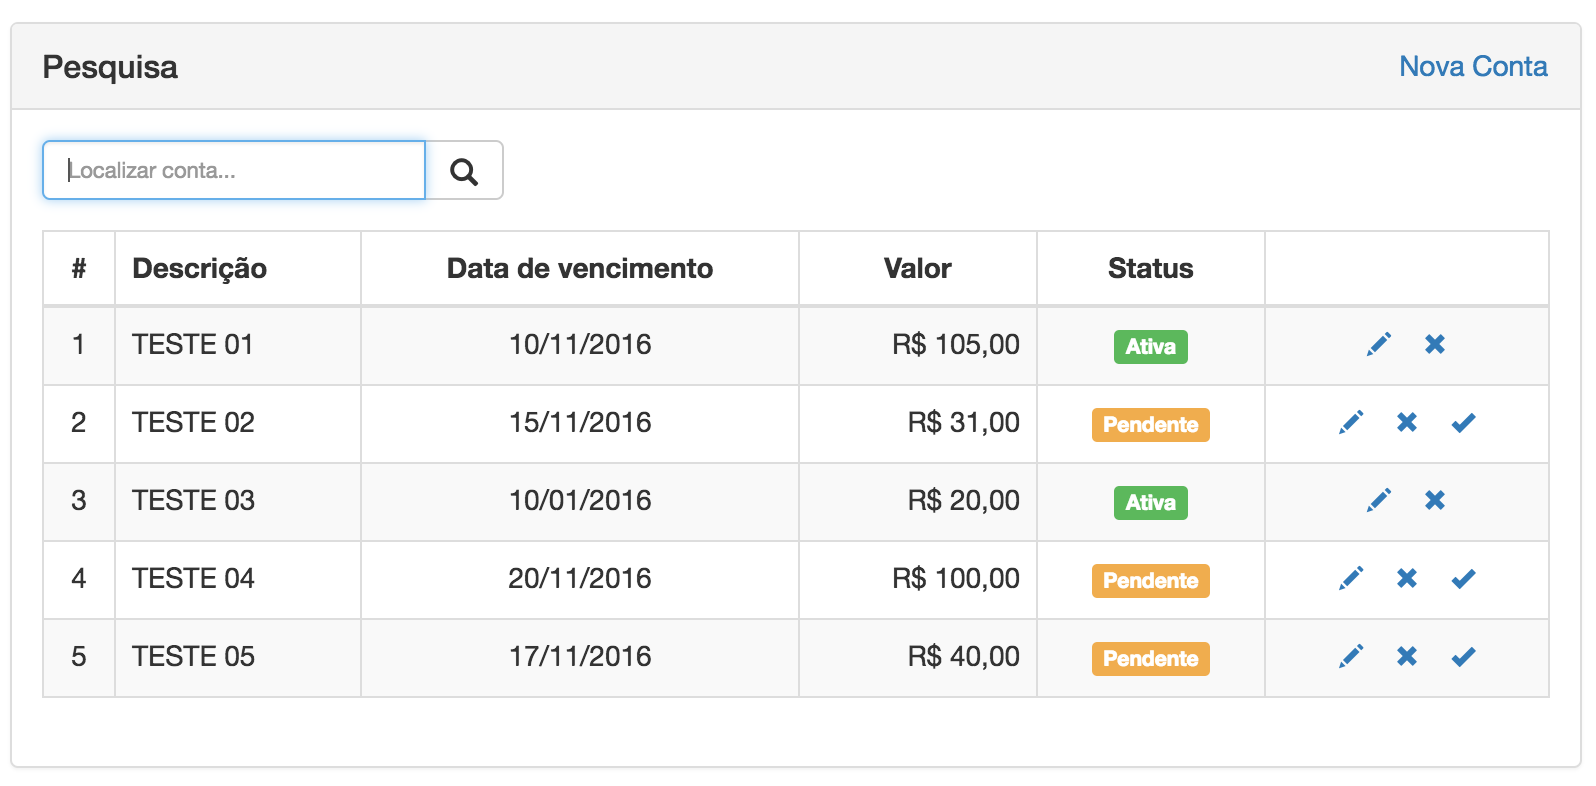 Pesquisa Nova Conta
Localizar conta...
# Descrição Data de vencimento Valor Status
1 TESTE 01 10/11/2016 R$ 105,00 Ativa
2 TESTE 02 15/11/2016 R$ 31,00 Pendente
3 TESTE 03 10/01/2016 R$ 20,00 Ativa
4 TESTE 04 20/11/2016 R$ 100,00 Pendente
5 TESTE 05 17/11/2016 R$ 40,00 Pendente